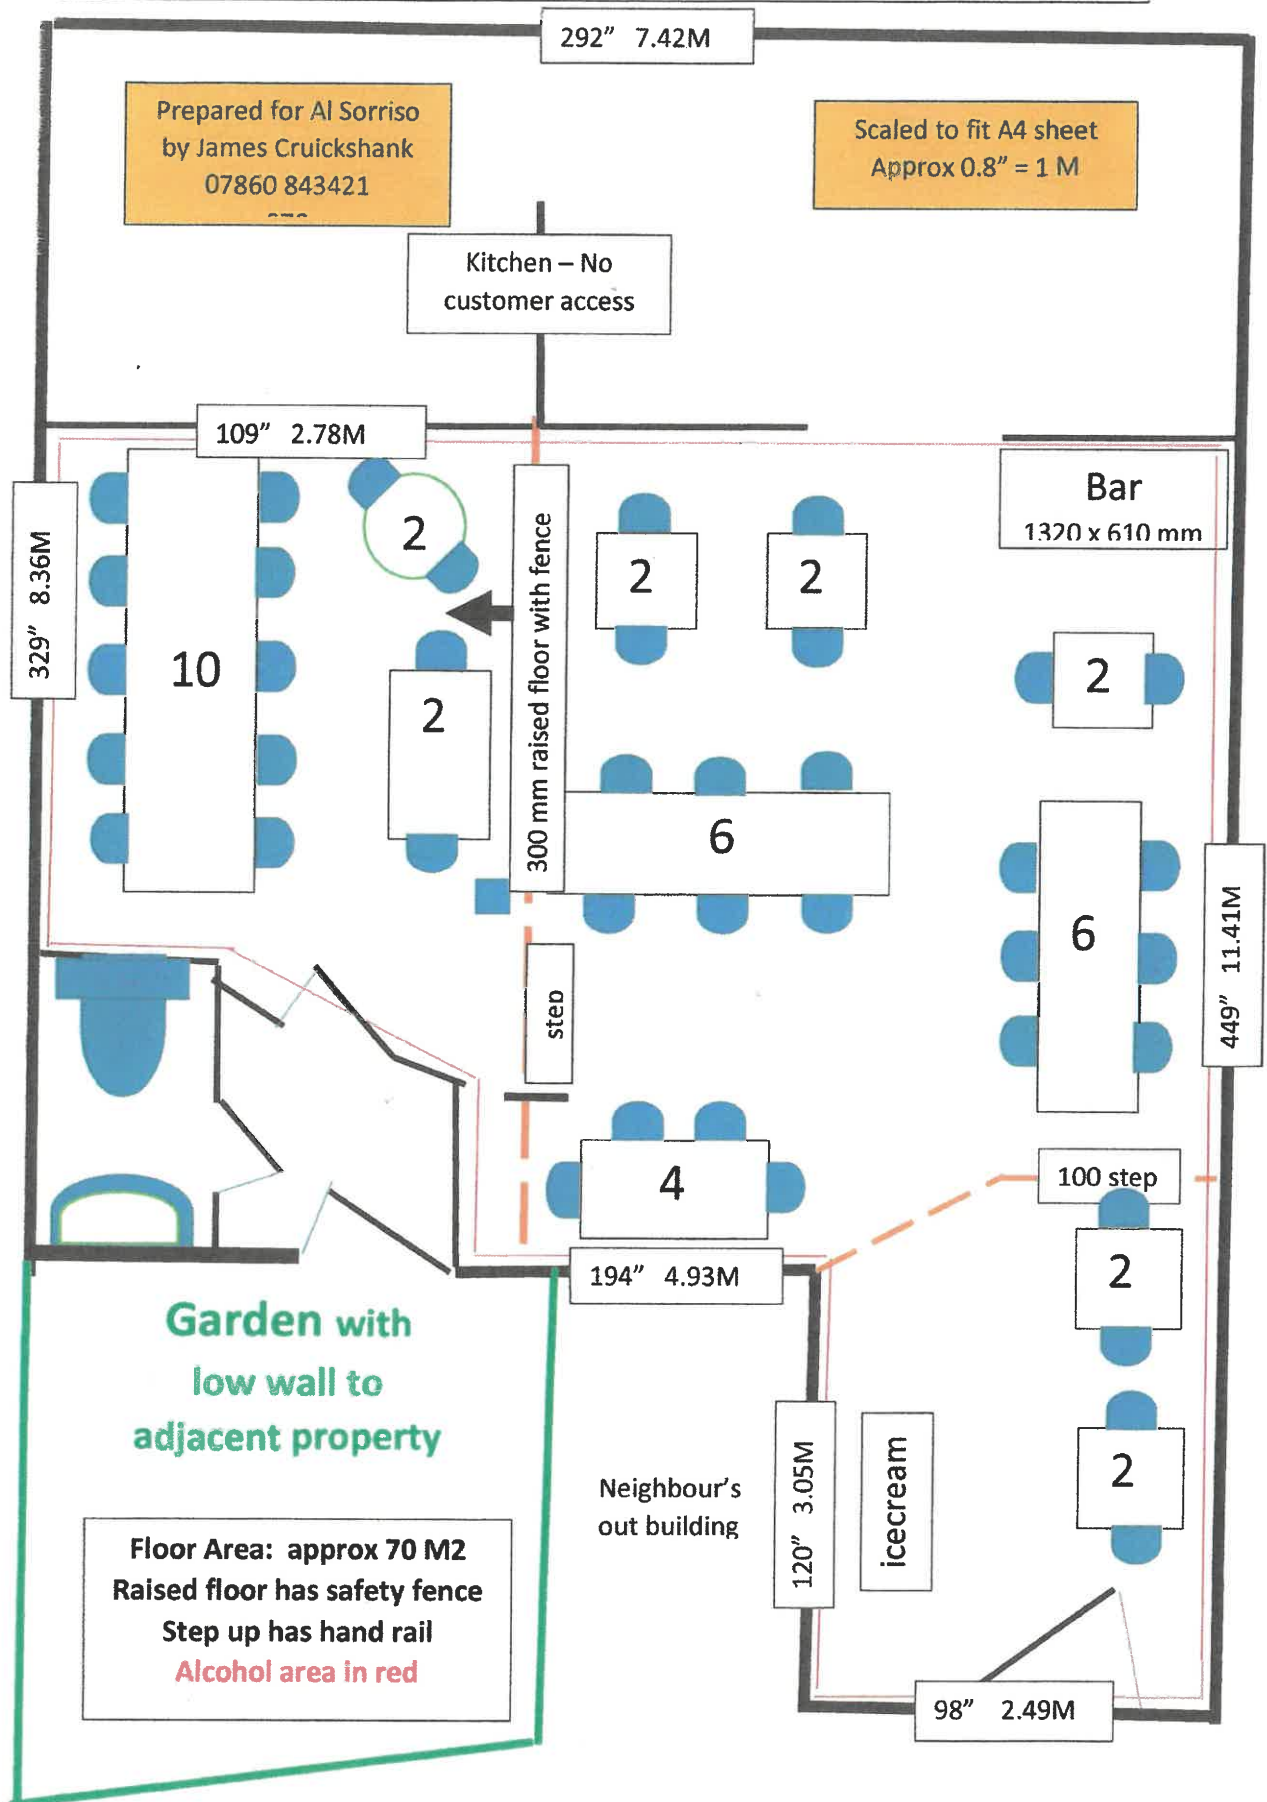 292” 7.42M
Prepared for Al Sorriso
by James Cruickshank
07860 843421
Scaled to fit A4 sheet
Approx 0.8” = 1 M
Kitchen – No
customer access
109” 2.78M
329” 8.36M
10
2
2
300 mm raised floor with fence
2
2
Bar
1320 x 610 mm
2
6
6
449” 11.41M
step
4
100 step
194” 4.93M
2
2
Garden with
low wall to
adjacent property
Neighbour’s
out building
120” 3.05M
icecream
Floor Area: approx 70 M2
Raised floor has safety fence
Step up has hand rail
Alcohol area in red
98” 2.49M